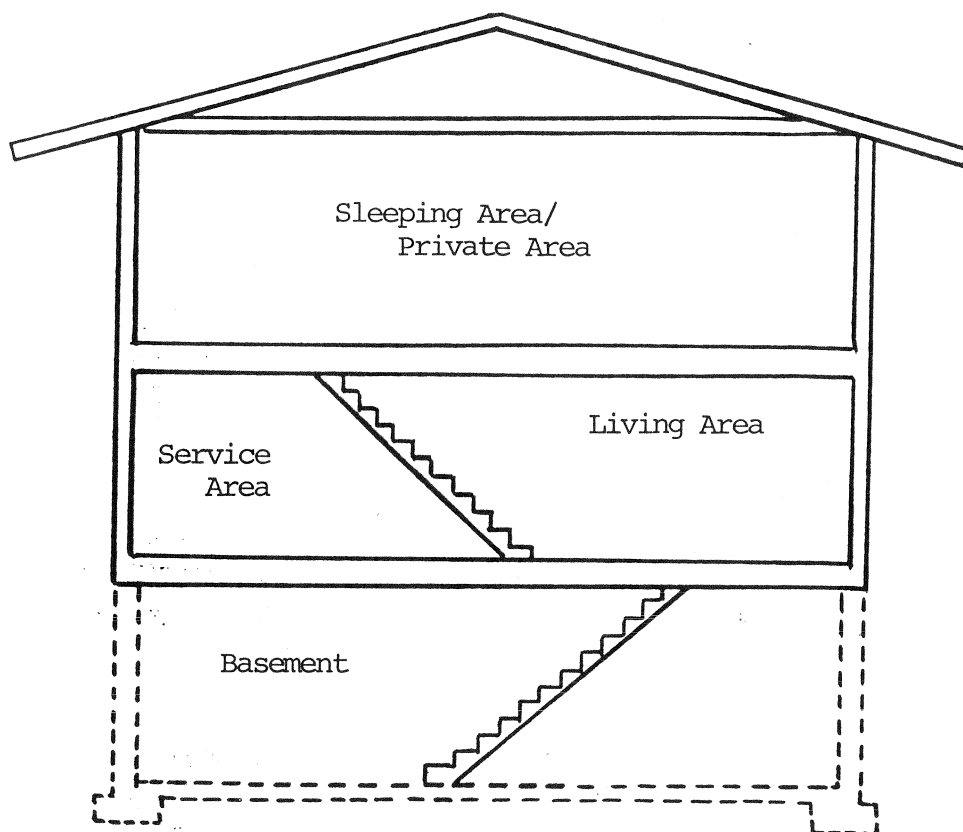 Sleeping Area/
Private Area
Living Area
Service
Area
Basement